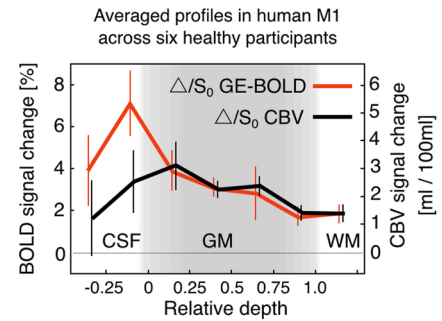 Averaged profiles in human M1
across six healthy participants
BOLD signal change [%]
8
6
4
2
0
△/S₀ GE-BOLD
△/S₀ CBV
CSF
GM
WM
6
5
4
3
2
1
0
CBV signal change
[ml / 100ml]
-0.25
0
0.25
0.5
0.75
1.0
Relative depth